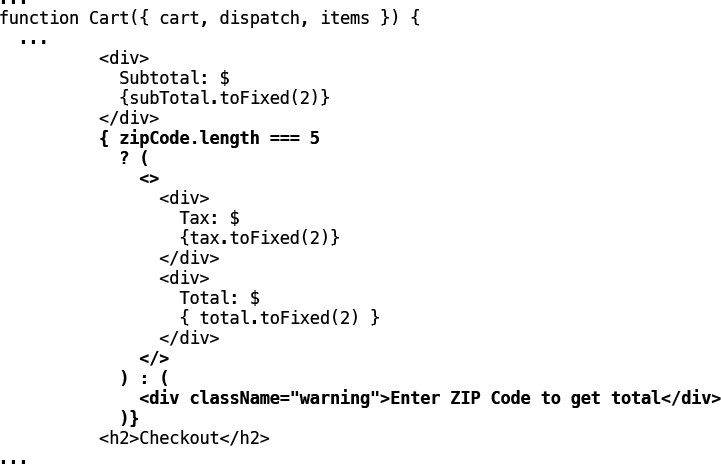 ...
function Cart({ cart, dispatch, items }) {
  ...
          <div>
            Subtotal: $
            {subTotal.toFixed(2)}
          </div>
          { zipCode.length === 5
            ? (
              <>
                <div>
                  Tax: $
                  {tax.toFixed(2)}
                </div>
                <div>
                  Total: $
                  { total.toFixed(2) }
                </div>
              </>
            ) : (
              <div className="warning">Enter ZIP Code to get total</div>
            )}
          <h2>Checkout</h2>
...